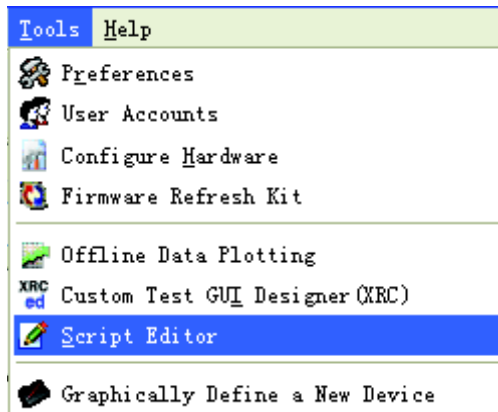 Tools Help
Preferences
User Accounts
Configure Hardware
Firmware Refresh Kit
Offline Data Plotting
XRC
ed Custom Test GUI Designer(XRC)
Script Editor
Graphically Define a New Device